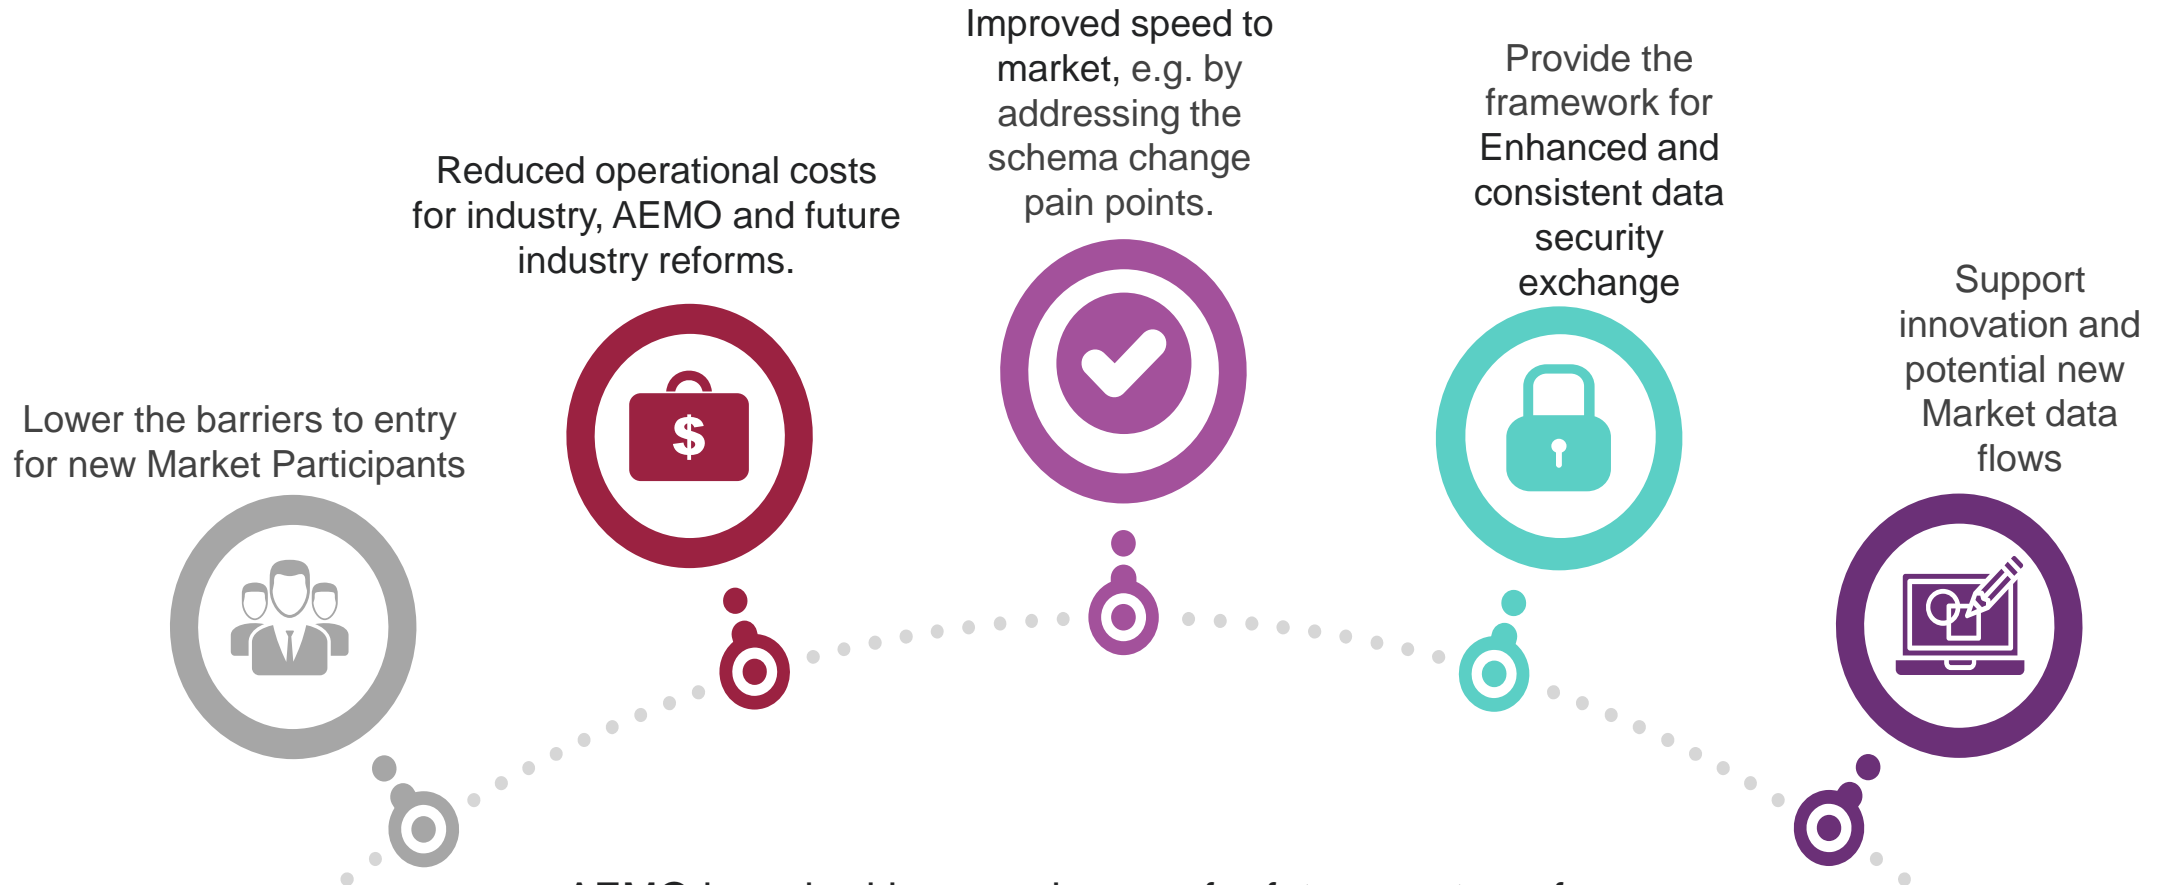 Improved speed to
market, e.g. by
addressing the
schema change
pain points.
Provide the
framework for
Enhanced and
consistent data
security
exchange
Reduced operational costs
for industry, AEMO and future
industry reforms.
Support
innovation and
potential new
Market data
flows
Lower the barriers to entry
for new Market Participants
$
AEMO